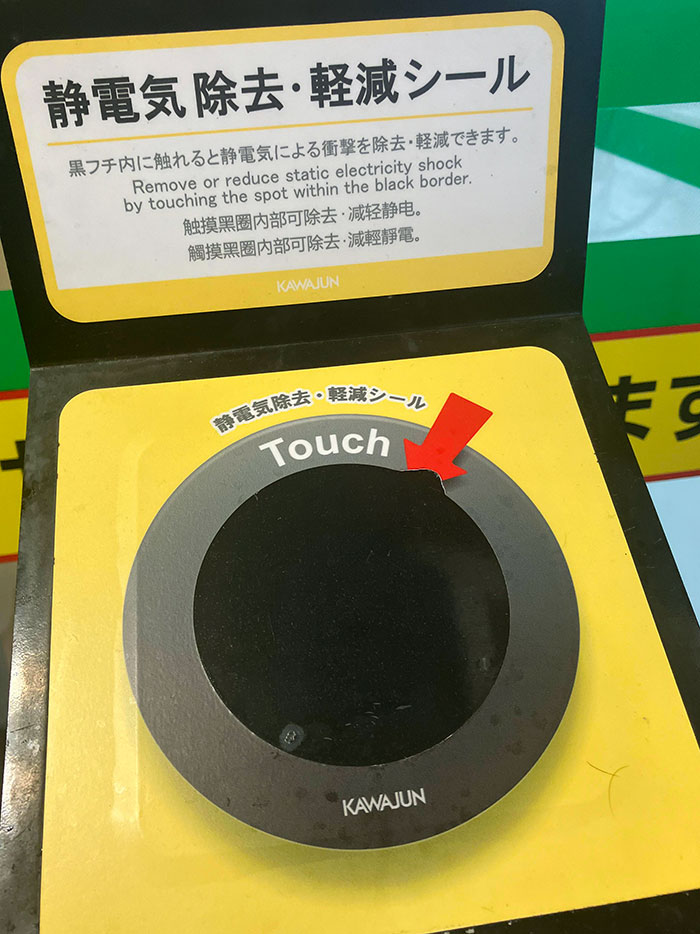 静電気 除去・軽減シール
黒フチ内に触れると静電気による衝撃を除去・軽減できます。
Remove or reduce static electricity shock
by touching the spot within the black border.
触摸黑圈内部可除去·减轻静电。
觸摸黑圈內部可除去·減輕靜電。
KAWAJUN
静電気除去・軽減シール
Touch
KAWAJUN
ます